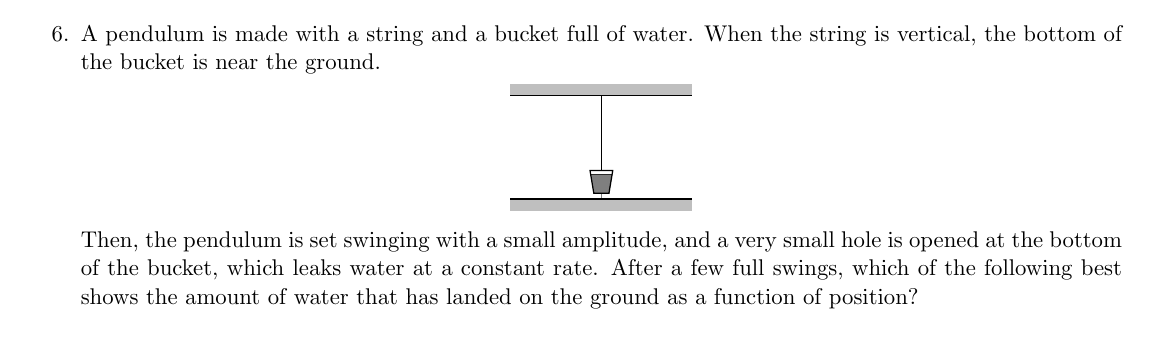 6. A pendulum is made with a string and a bucket full of water. When the string is vertical, the bottom of
the bucket is near the ground.
Then, the pendulum is set swinging with a small amplitude, and a very small hole is opened at the bottom
of the bucket, which leaks water at a constant rate. After a few full swings, which of the following best
shows the amount of water that has landed on the ground as a function of position?